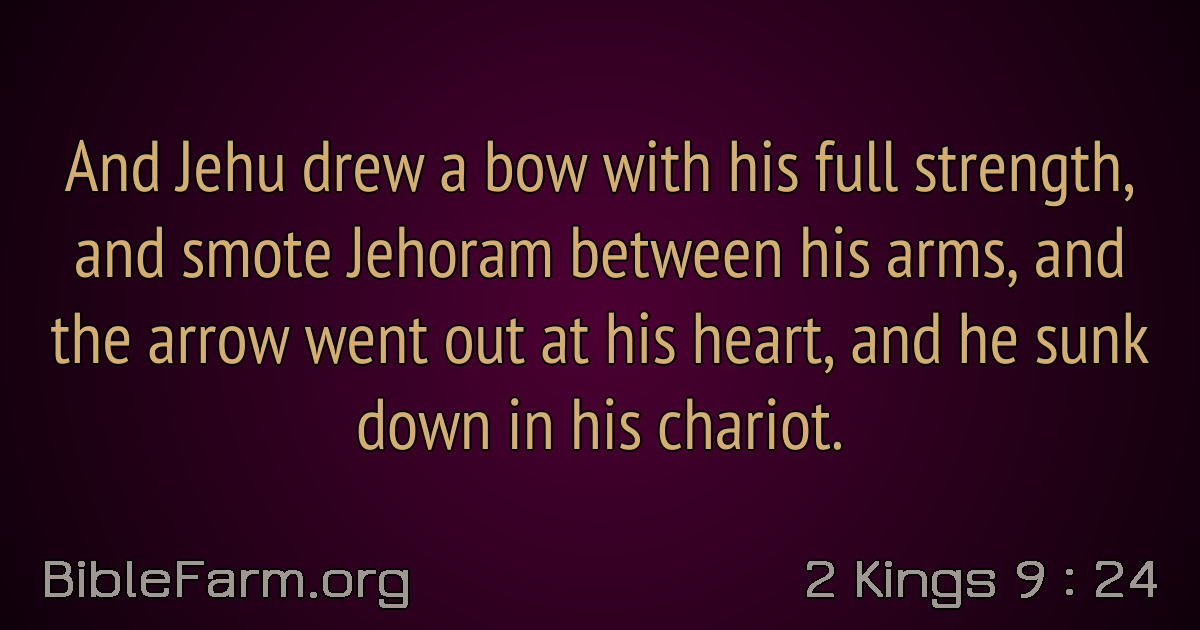 And Jehu drew a bow with his full strength,
and smote Jehoram between his arms, and
the arrow went out at his heart, and he sunk
down in his chariot.
BibleFarm.org
2 Kings 9 : 24